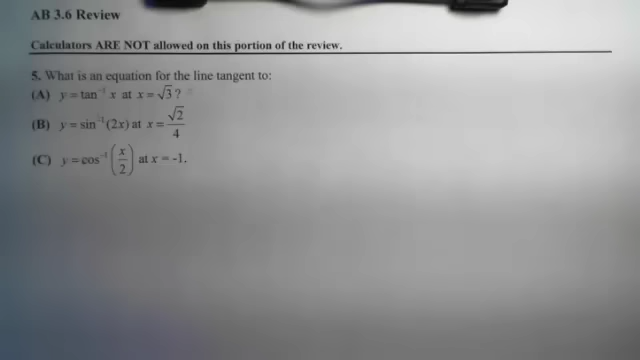 AB 3.6 Review
Calculators ARE NOT allowed on this portion of the review.
5. What is an equation for the line tangent to:
(A) y = tan⁻¹ x at x = √3 ?
(B) y = sin⁻¹ (2x) at x = √2/4
(C) y = cos⁻¹ (x/2) at x = -1.